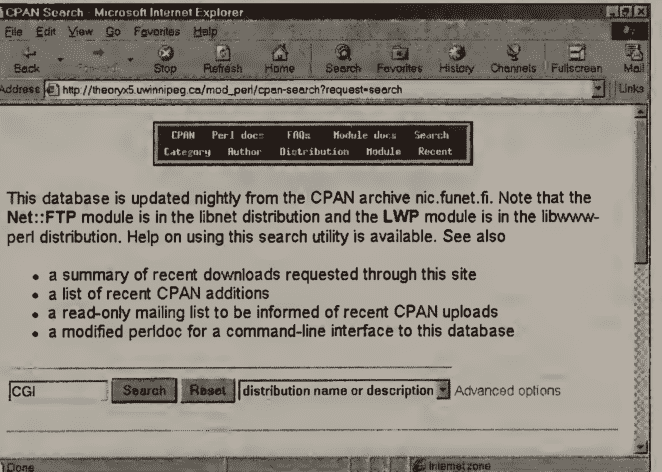 CPAN Search - Microsoft Internet Explorer
File Edit View Go Favorites Help
Back Stop Refresh Home Search Favorites History Channels Fullscreen Mail
Address http://theoryx5.uwinnipeg.ca/mod_perl/cpan-search?request=search Links
CPAN Perl docs FAQs Module docs Search
Category Author Distribution Module Recent
This database is updated nightly from the CPAN archive nic.funet.fi. Note that the
Net::FTP module is in the libnet distribution and the LWP module is in the libwww-
perl distribution. Help on using this search utility is available. See also
• a summary of recent downloads requested through this site
• a list of recent CPAN additions
• a read-only mailing list to be informed of recent CPAN uploads
• a modified perldoc for a command-line interface to this database
CGI Search Reset distribution name or description Advanced options
Done Internet zone